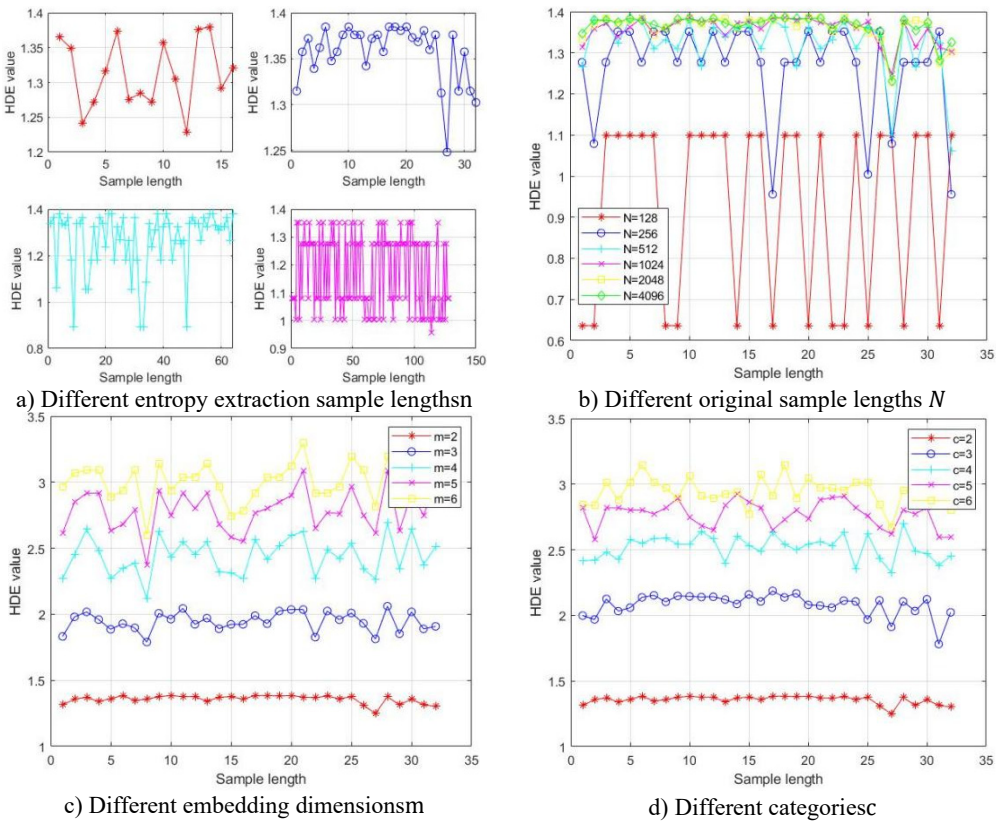 1.4
1.35
1.3
1.25
1.2
HDE value
0 5 10 15
Sample length
1.35
1.3
1.25
HDE value
0 10 20 30
Sample length
1.4
1.2
1
0.8
HDE value
0 20 40 60
Sample length
1.4
1.3
1.2
1.1
1
0.9
HDE value
0 50 100 150
Sample length
a) Different entropy extraction sample lengthsn
1.4
1.3
1.2
1.1
1
0.9
0.8
0.7
0.6
HDE value
N=128
N=256
N=512
N=1024
N=2048
N=4096
0 5 10 15 20 25 30 35
Sample length
b) Different original sample lengths N
3.5
3
2.5
2
1.5
1
HDE value
m=2
m=3
m=4
m=5
m=6
0 5 10 15 20 25 30 35
Sample length
c) Different embedding dimensionsm
3.5
3
2.5
2
1.5
1
HDE value
c=2
c=3
c=4
c=5
c=6
0 5 10 15 20 25 30 35
Sample length
d) Different categoriesc